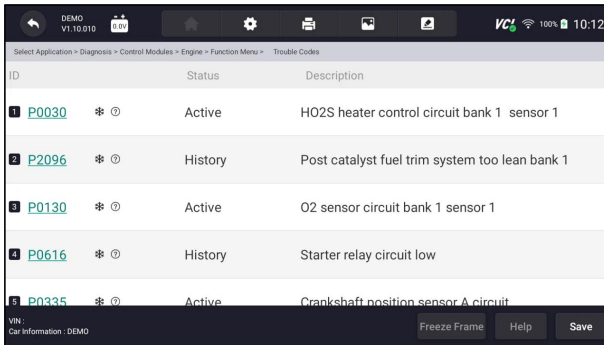 DEMO
V1.10.010
0.0V
VCI 100% 10:12
Select Application > Diagnosis > Control Modules > Engine > Function Menu > Trouble Codes
ID Status Description
1 P0030 Active HO2S heater control circuit bank 1 sensor 1
2 P2096 History Post catalyst fuel trim system too lean bank 1
3 P0130 Active O2 sensor circuit bank 1 sensor 1
4 P0616 History Starter relay circuit low
5 P0335 Active Crankshaft position sensor A circuit
VIN :
Car Information : DEMO
Freeze Frame Help Save